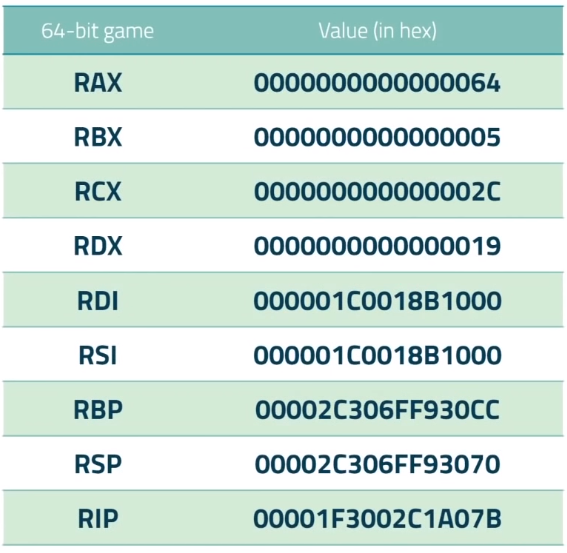 64-bit game Value (in hex)
RAX 0000000000000064
RBX 0000000000000005
RCX 000000000000002C
RDX 0000000000000019
RDI 000001C0018B1000
RSI 000001C0018B1000
RBP 00002C306FF930CC
RSP 00002C306FF93070
RIP 00001F3002C1A07B